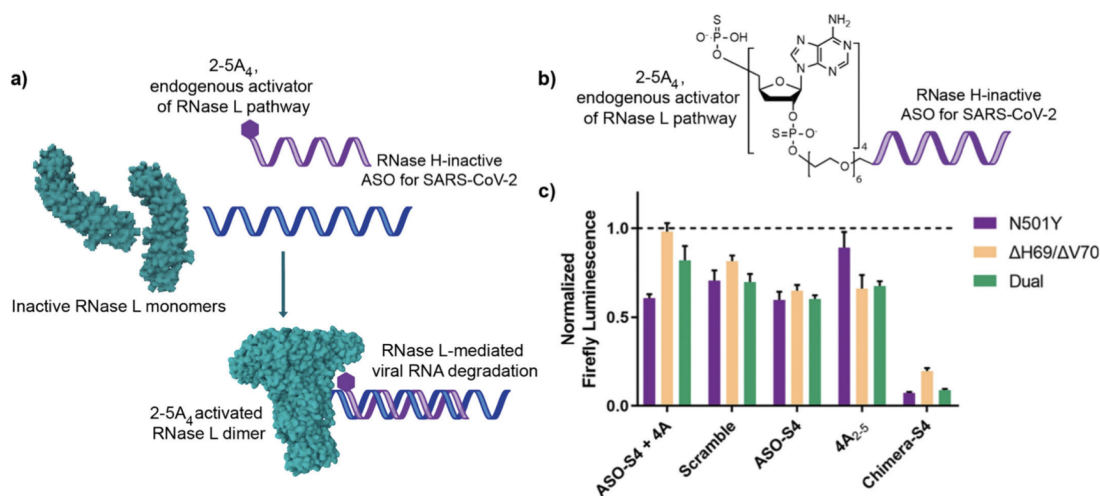 a)
2-5A₄,
endogenous activator
of RNase L pathway
RNase H-inactive
ASO for SARS-CoV-2
Inactive RNase L monomers
RNase L-mediated
viral RNA degradation
2-5A₄ activated
RNase L dimer
b)
2-5A₄,
endogenous activator
of RNase L pathway
S
O⁻ P OH
O
NH₂
N N
N N
O
O
S=P O⁻
O
O
4
6
RNase H-inactive
ASO for SARS-CoV-2
c)
Normalized
Firefly Luminescence
1.0
0.5
0.0
ASO-S4 + 4A
Scramble
ASO-S4
4A₂₋₅
Chimera-S4
N501Y
ΔH69/ΔV70
Dual